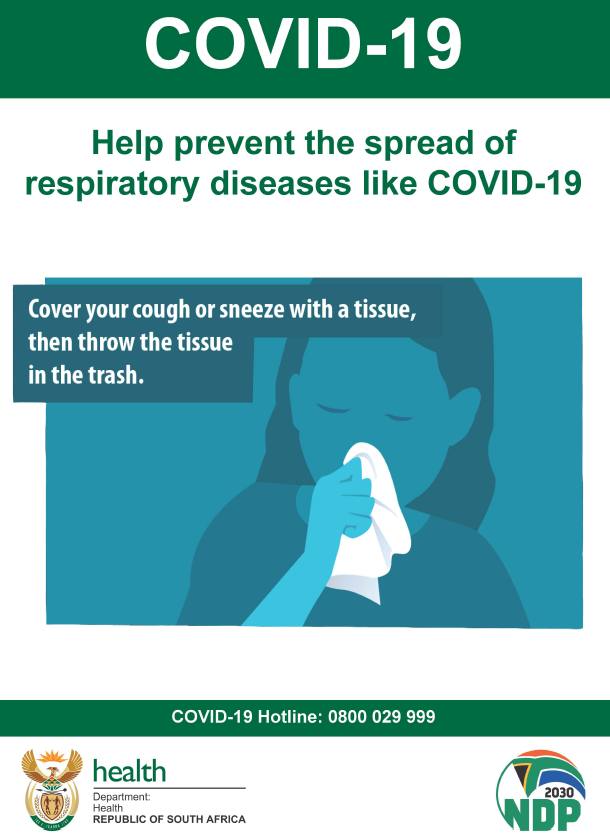 COVID-19
Help prevent the spread of
respiratory diseases like COVID-19
Cover your cough or sneeze with a tissue,
then throw the tissue
in the trash.
COVID-19 Hotline: 0800 029 999
health
Department:
Health
REPUBLIC OF SOUTH AFRICA
2030
NDP